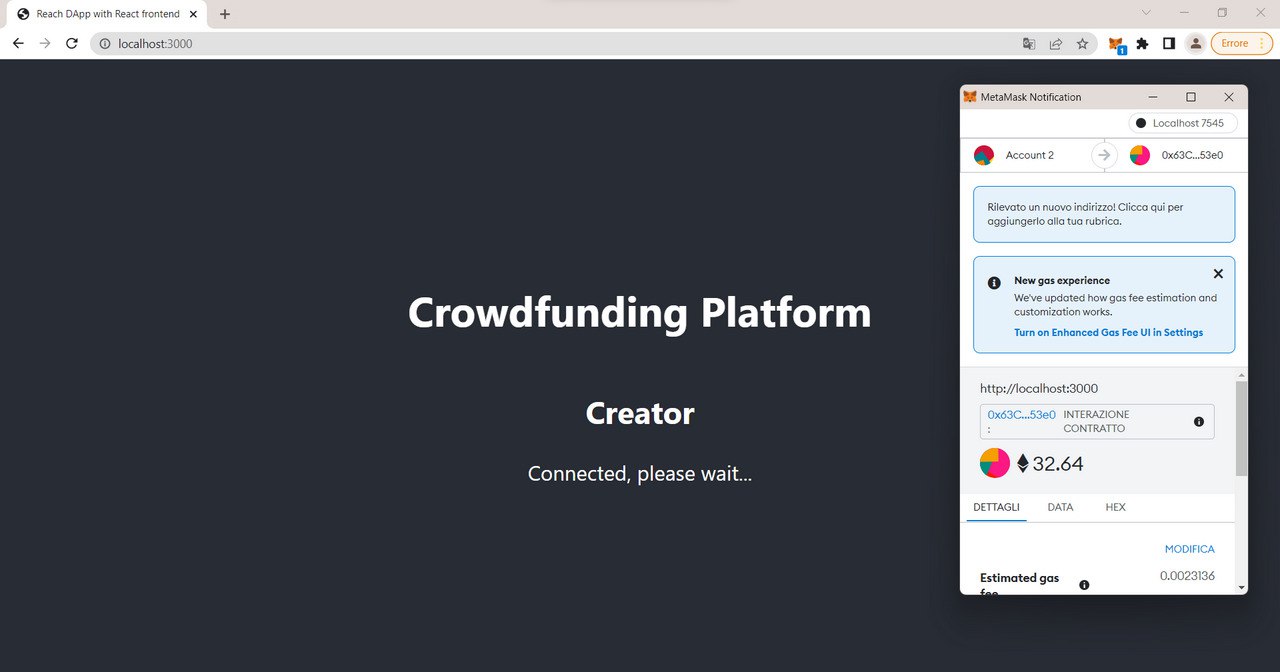 Reach DApp with React frontend
localhost:3000
1
Errore
MetaMask Notification
Localhost 7545
Account 2
0x63C...53e0
Rilevato un nuovo indirizzo! Clicca qui per
aggiungerlo alla tua rubrica.
New gas experience
We've updated how gas fee estimation and
customization works.
Turn on Enhanced Gas Fee UI in Settings
Crowdfunding Platform
Creator
Connected, please wait...
http://localhost:3000
0x63C...53e0 INTERAZIONE
: CONTRATTO
32.64
DETTAGLI DATA HEX
MODIFICA
Estimated gas 0.0023136
fee